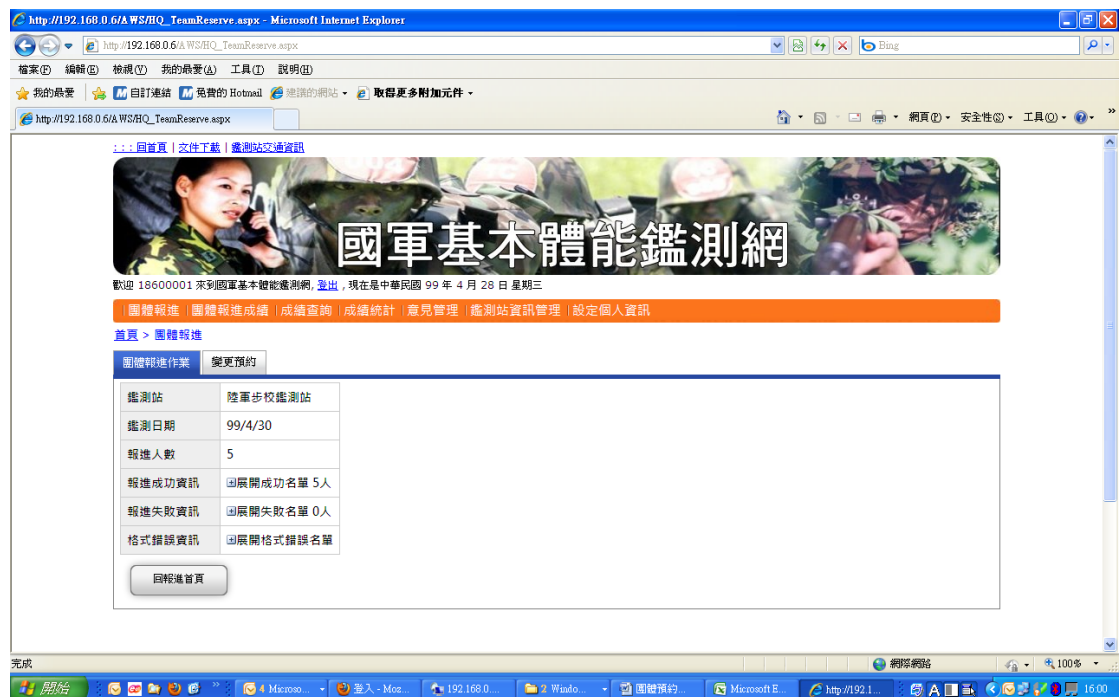 http://192.168.0.6/AWS/HQ_TeamReserve.aspx - Microsoft Internet Explorer
http://192.168.0.6/AWS/HQ_TeamReserve.aspx Bing
檔案(F) 編輯(E) 檢視(V) 我的最愛(A) 工具(T) 說明(H)
我的最愛 自訂連結 免費的 Hotmail 建議的網站 取得更多附加元件
http://192.168.0.6/AWS/HQ_TeamReserve.aspx 網頁(P) 安全性(S) 工具(O) »
:::回首頁 | 文件下載 | 鑑測站交通資訊
國軍基本體能鑑測網
歡迎 18600001 來到國軍基本體能鑑測網, 登出 , 現在是中華民國 99 年 4 月 28 日 星期三
|團體報進 |團體報進成績 |成績查詢 |成績統計 |意見管理 |鑑測站資訊管理 |設定個人資訊
首頁 > 團體報進
團體報進作業 變更預約
鑑測站 陸軍步校鑑測站
鑑測日期 99/4/30
報進人數 5
報進成功資訊 展開成功名單 5人
報進失敗資訊 展開失敗名單 0人
格式錯誤資訊 展開格式錯誤名單
回報進首頁
完成 網際網路 100%
開始 » 4 Microso... 登入 - Moz... 192.168.0.... 2 Windo... 團體預約... Microsoft E... http://192.1... A 16:00